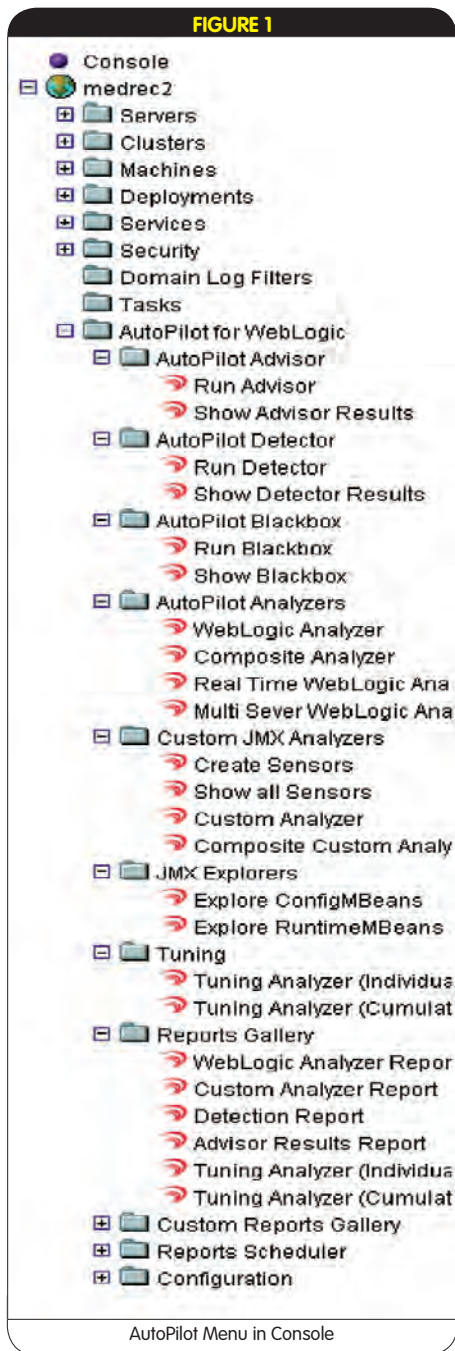 FIGURE 1
Console
medrec2
Servers
Clusters
Machines
Deployments
Services
Security
Domain Log Filters
Tasks
AutoPilot for WebLogic
AutoPilot Advisor
Run Advisor
Show Advisor Results
AutoPilot Detector
Run Detector
Show Detector Results
AutoPilot Blackbox
Run Blackbox
Show Blackbox
AutoPilot Analyzers
WebLogic Analyzer
Composite Analyzer
Real Time WebLogic Ana
Multi Sever WebLogic Ana
Custom JMX Analyzers
Create Sensors
Show all Sensors
Custom Analyzer
Composite Custom Analy
JMX Explorers
Explore ConfigMBeans
Explore RuntimeMBeans
Tuning
Tuning Analyzer (Individua
Tuning Analyzer (Cumulat
Reports Gallery
WebLogic Analyzer Repor
Custom Analyzer Report
Detection Report
Advisor Results Report
Tuning Analyzer (Individua
Tuning Analyzer (Cumulat
Custom Reports Gallery
Reports Scheduler
Configuration
AutoPilot Menu in Console